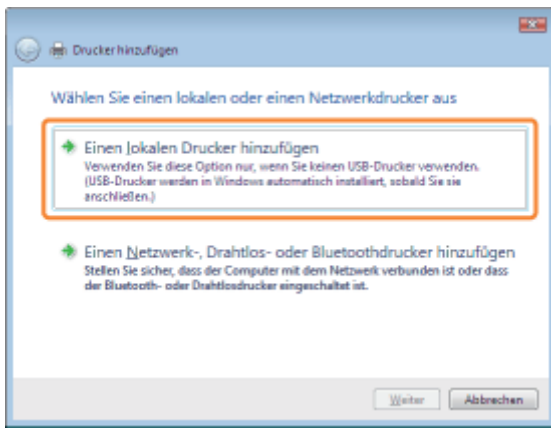 Drucker hinzufügen
Wählen Sie einen lokalen oder einen Netzwerkdrucker aus
Einen lokalen Drucker hinzufügen
Verwenden Sie diese Option nur, wenn Sie keinen USB-Drucker verwenden.
(USB-Drucker werden in Windows automatisch installiert, sobald Sie sie
anschließen.)
Einen Netzwerk-, Drahtlos- oder Bluetoothdrucker hinzufügen
Stellen Sie sicher, dass der Computer mit dem Netzwerk verbunden ist oder dass
der Bluetooth- oder Drahtlosdrucker eingeschaltet ist.
Weiter Abbrechen